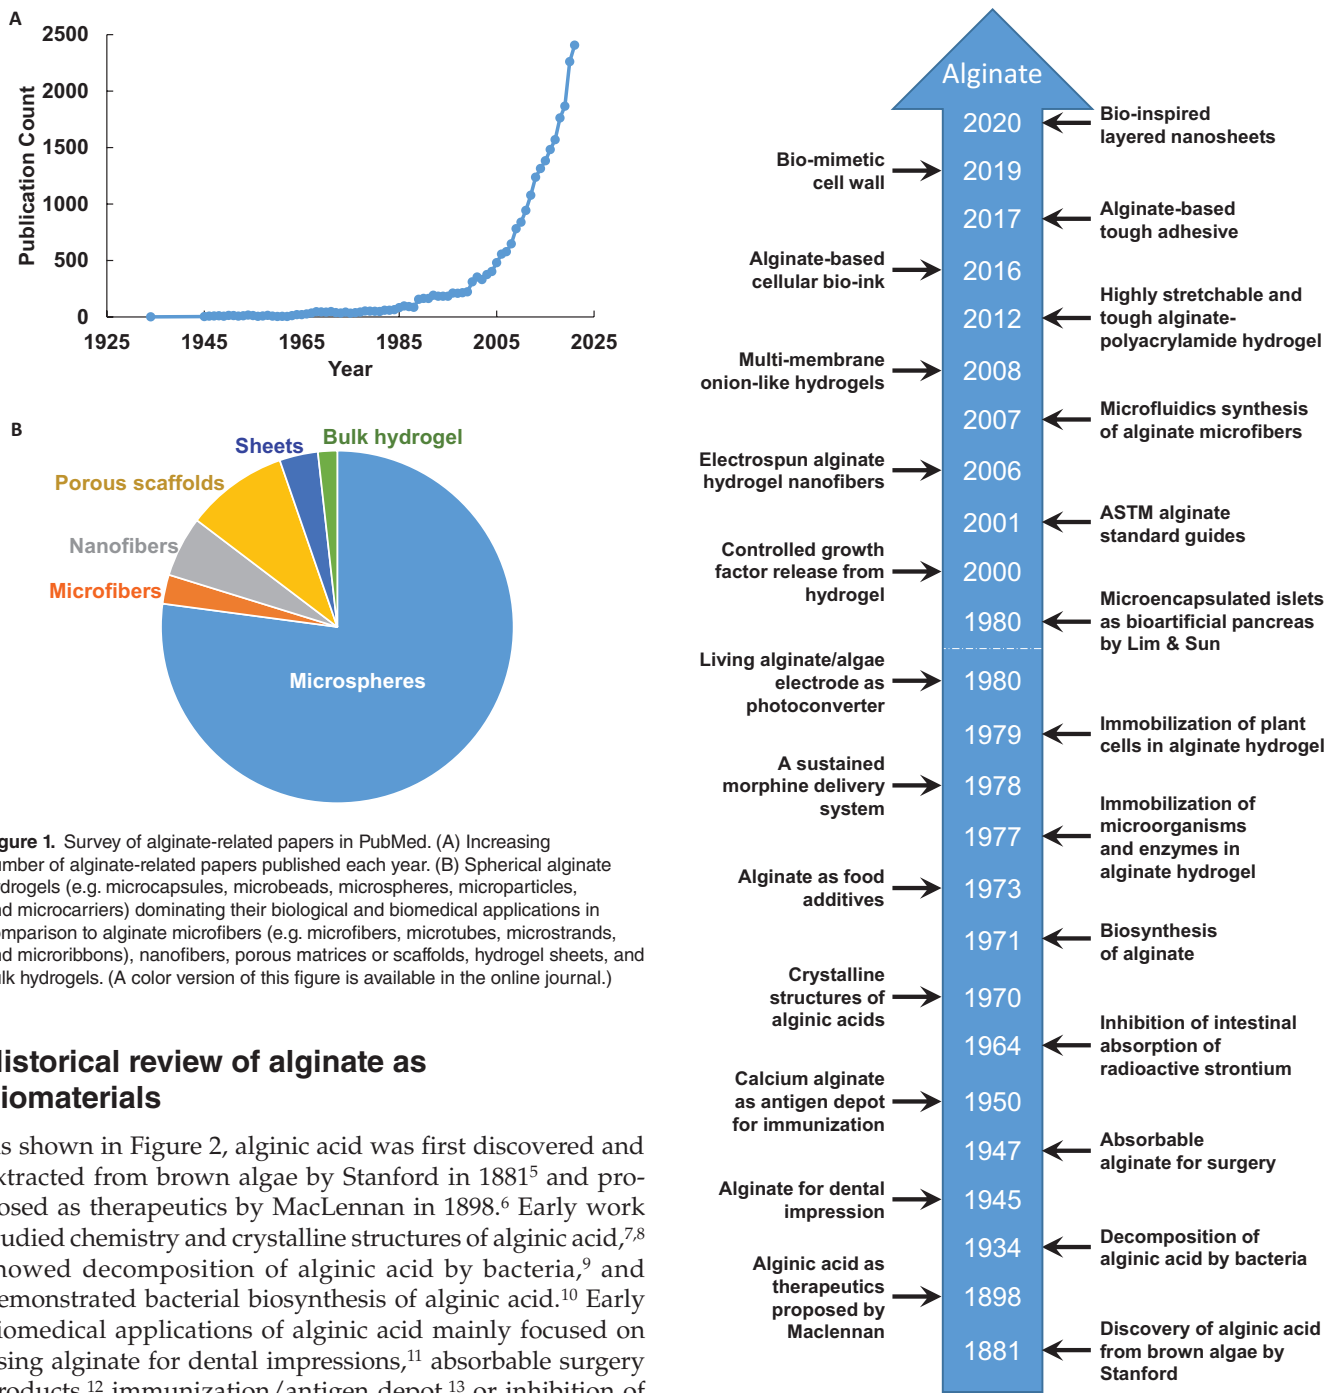 A
2500
2000
1500
1000
500
0
Publication Count
1925
1945
1965
1985
2005
2025
Year
B
Bulk hydrogel
Sheets
Porous scaffolds
Nanofibers
Microfibers
Microspheres
gure 1. Survey of alginate-related papers in PubMed. (A) Increasing
umber of alginate-related papers published each year. (B) Spherical alginate
ydrogels (e.g. microcapsules, microbeads, microspheres, microparticles,
nd microcarriers) dominating their biological and biomedical applications in
omparison to alginate microfibers (e.g. microfibers, microtubes, microstrands,
nd microribbons), nanofibers, porous matrices or scaffolds, hydrogel sheets, and
ulk hydrogels. (A color version of this figure is available in the online journal.)
istorical review of alginate as
iomaterials
s shown in Figure 2, alginic acid was first discovered and
xtracted from brown algae by Stanford in 1881⁵ and pro-
osed as therapeutics by MacLennan in 1898.⁶ Early work
tudied chemistry and crystalline structures of alginic acid,⁷,⁸
howed decomposition of alginic acid by bacteria,⁹ and
emonstrated bacterial biosynthesis of alginic acid.¹⁰ Early
iomedical applications of alginic acid mainly focused on
sing alginate for dental impressions,¹¹ absorbable surgery
roducts,¹² immunization/antigen depot,¹³ or inhibition of
Alginate
2020
Bio-inspired
layered nanosheets
Bio-mimetic
cell wall
2019
2017
Alginate-based
tough adhesive
Alginate-based
cellular bio-ink
2016
2012
Highly stretchable and
tough alginate-
polyacrylamide hydrogel
Multi-membrane
onion-like hydrogels
2008
2007
Microfluidics synthesis
of alginate microfibers
Electrospun alginate
hydrogel nanofibers
2006
2001
ASTM alginate
standard guides
Controlled growth
factor release from
hydrogel
2000
1980
Microencapsulated islets
as bioartificial pancreas
by Lim & Sun
Living alginate/algae
electrode as
photoconverter
1980
1979
Immobilization of plant
cells in alginate hydrogel
A sustained
morphine delivery
system
1978
1977
Immobilization of
microorganisms
and enzymes in
alginate hydrogel
Alginate as food
additives
1973
1971
Biosynthesis
of alginate
Crystalline
structures of
alginic acids
1970
1964
Inhibition of intestinal
absorption of
radioactive strontium
Calcium alginate
as antigen depot
for immunization
1950
1947
Absorbable
alginate for surgery
Alginate for dental
impression
1945
1934
Decomposition of
alginic acid by bacteria
Alginic acid as
therapeutics
proposed by
Maclennan
1898
1881
Discovery of alginic acid
from brown algae by
Stanford